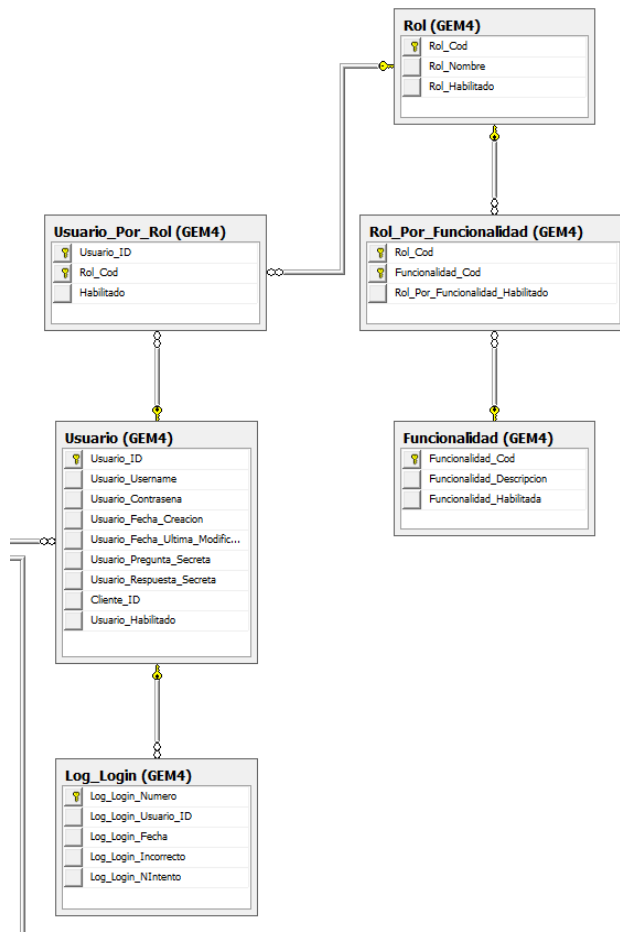 Rol (GEM4)
Rol_Cod
Rol_Nombre
Rol_Habilitado
Usuario_Por_Rol (GEM4)
Usuario_ID
Rol_Cod
Habilitado
Rol_Por_Funcionalidad (GEM4)
Rol_Cod
Funcionalidad_Cod
Rol_Por_Funcionalidad_Habilitado
Usuario (GEM4)
Usuario_ID
Usuario_Username
Usuario_Contrasena
Usuario_Fecha_Creacion
Usuario_Fecha_Ultima_Modific...
Usuario_Pregunta_Secreta
Usuario_Respuesta_Secreta
Cliente_ID
Usuario_Habilitado
Funcionalidad (GEM4)
Funcionalidad_Cod
Funcionalidad_Descripcion
Funcionalidad_Habilitada
Log_Login (GEM4)
Log_Login_Numero
Log_Login_Usuario_ID
Log_Login_Fecha
Log_Login_Incorrecto
Log_Login_NIntento